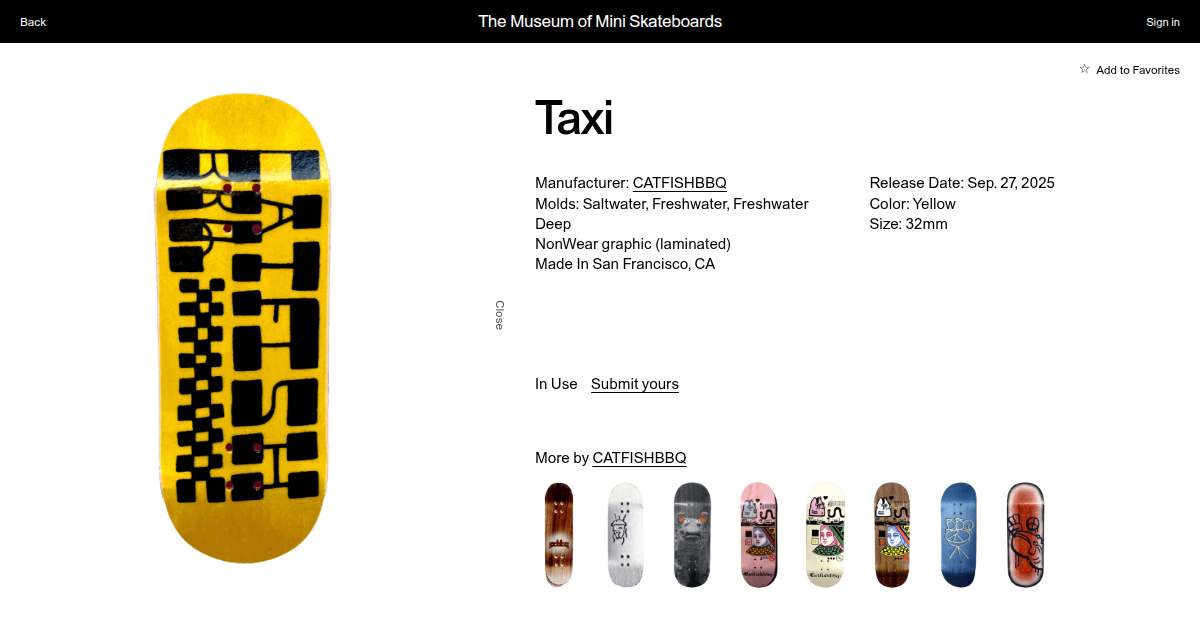 Back
The Museum of Mini Skateboards
Sign in
☆ Add to Favorites
Taxi
Manufacturer: CATFISHBBQ
Molds: Saltwater, Freshwater, Freshwater
Deep
NonWear graphic (laminated)
Made In San Francisco, CA
Release Date: Sep. 27, 2025
Color: Yellow
Size: 32mm
Close
CATFISH
BBQ
In Use Submit yours
More by CATFISHBBQ